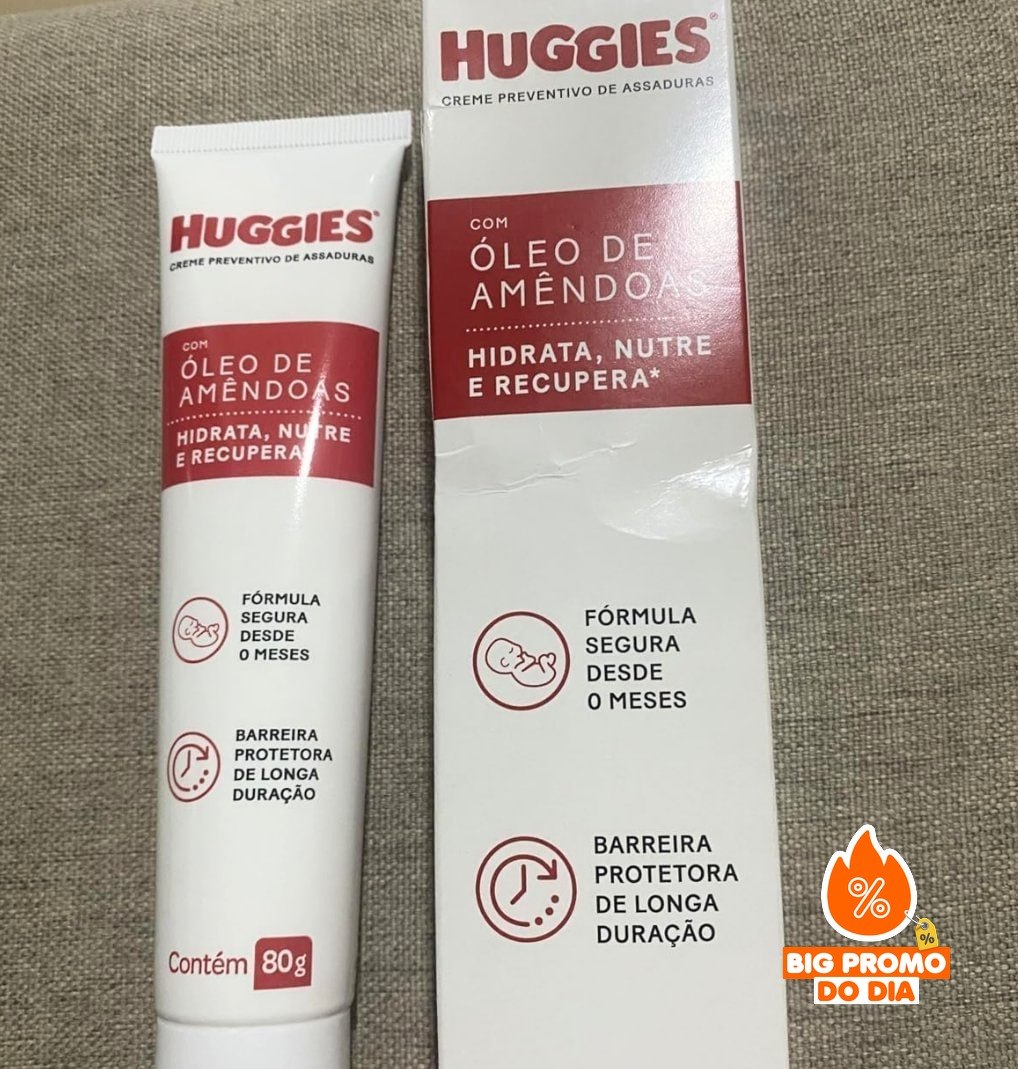 HUGGIES®
CREME PREVENTIVO DE ASSADURAS
COM
ÓLEO DE
AMÊNDOAS
HIDRATA, NUTRE
E RECUPERA
FÓRMULA
SEGURA
DESDE
0 MESES
BARREIRA
PROTETORA
DE LONGA
DURAÇÃO
Contém 80g
HUGGIES®
CREME PREVENTIVO DE ASSADURAS
COM
ÓLEO DE
AMÊNDOAS
HIDRATA, NUTRE
E RECUPERA*
FÓRMULA
SEGURA
DESDE
0 MESES
BARREIRA
PROTETORA
DE LONGA
DURAÇÃO
%
%
BIG PROMO
DO DIA